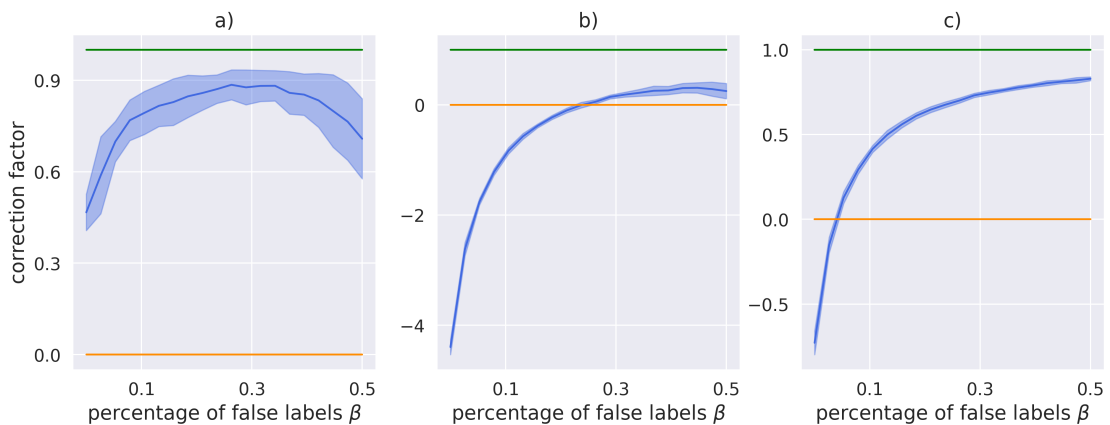 a)
b)
c)
correction factor
0.9
0.6
0.3
0.0
0.1
0.3
0.5
percentage of false labels β
0
−2
−4
0.1
0.3
0.5
percentage of false labels β
1.0
0.5
0.0
−0.5
0.1
0.3
0.5
percentage of false labels β